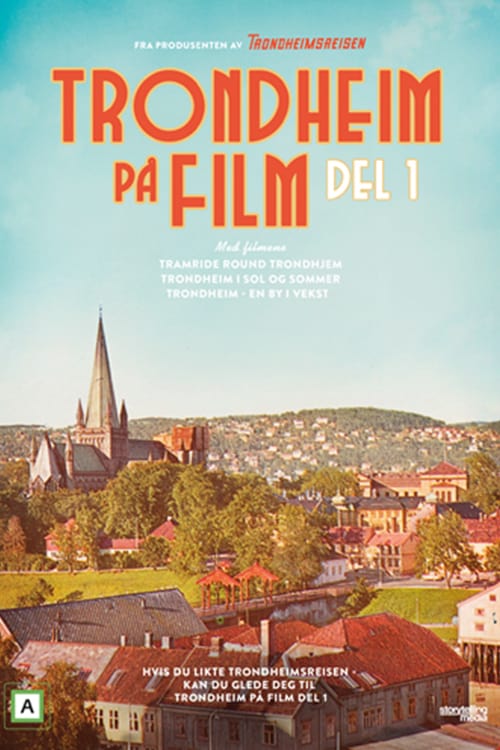 FRA PRODUSENTEN AV TRONDHEIMSREISEN
TRONDHEIM
PÅ FILM DEL 1
Med filmene
TRAMRIDE ROUND TRONDHJEM
TRONDHEIM I SOL OG SOMMER
TRONDHEIM - EN BY I VEKST
HVIS DU LIKTE TRONDHEIMSREISEN -
KAN DU GLEDE DEG TIL
TRONDHEIM PÅ FILM DEL 1
A
storytelling
media